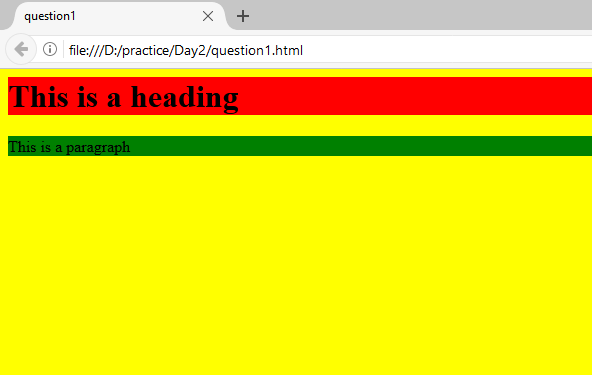 question1
file:///D:/practice/Day2/question1.html
This is a heading
This is a paragraph